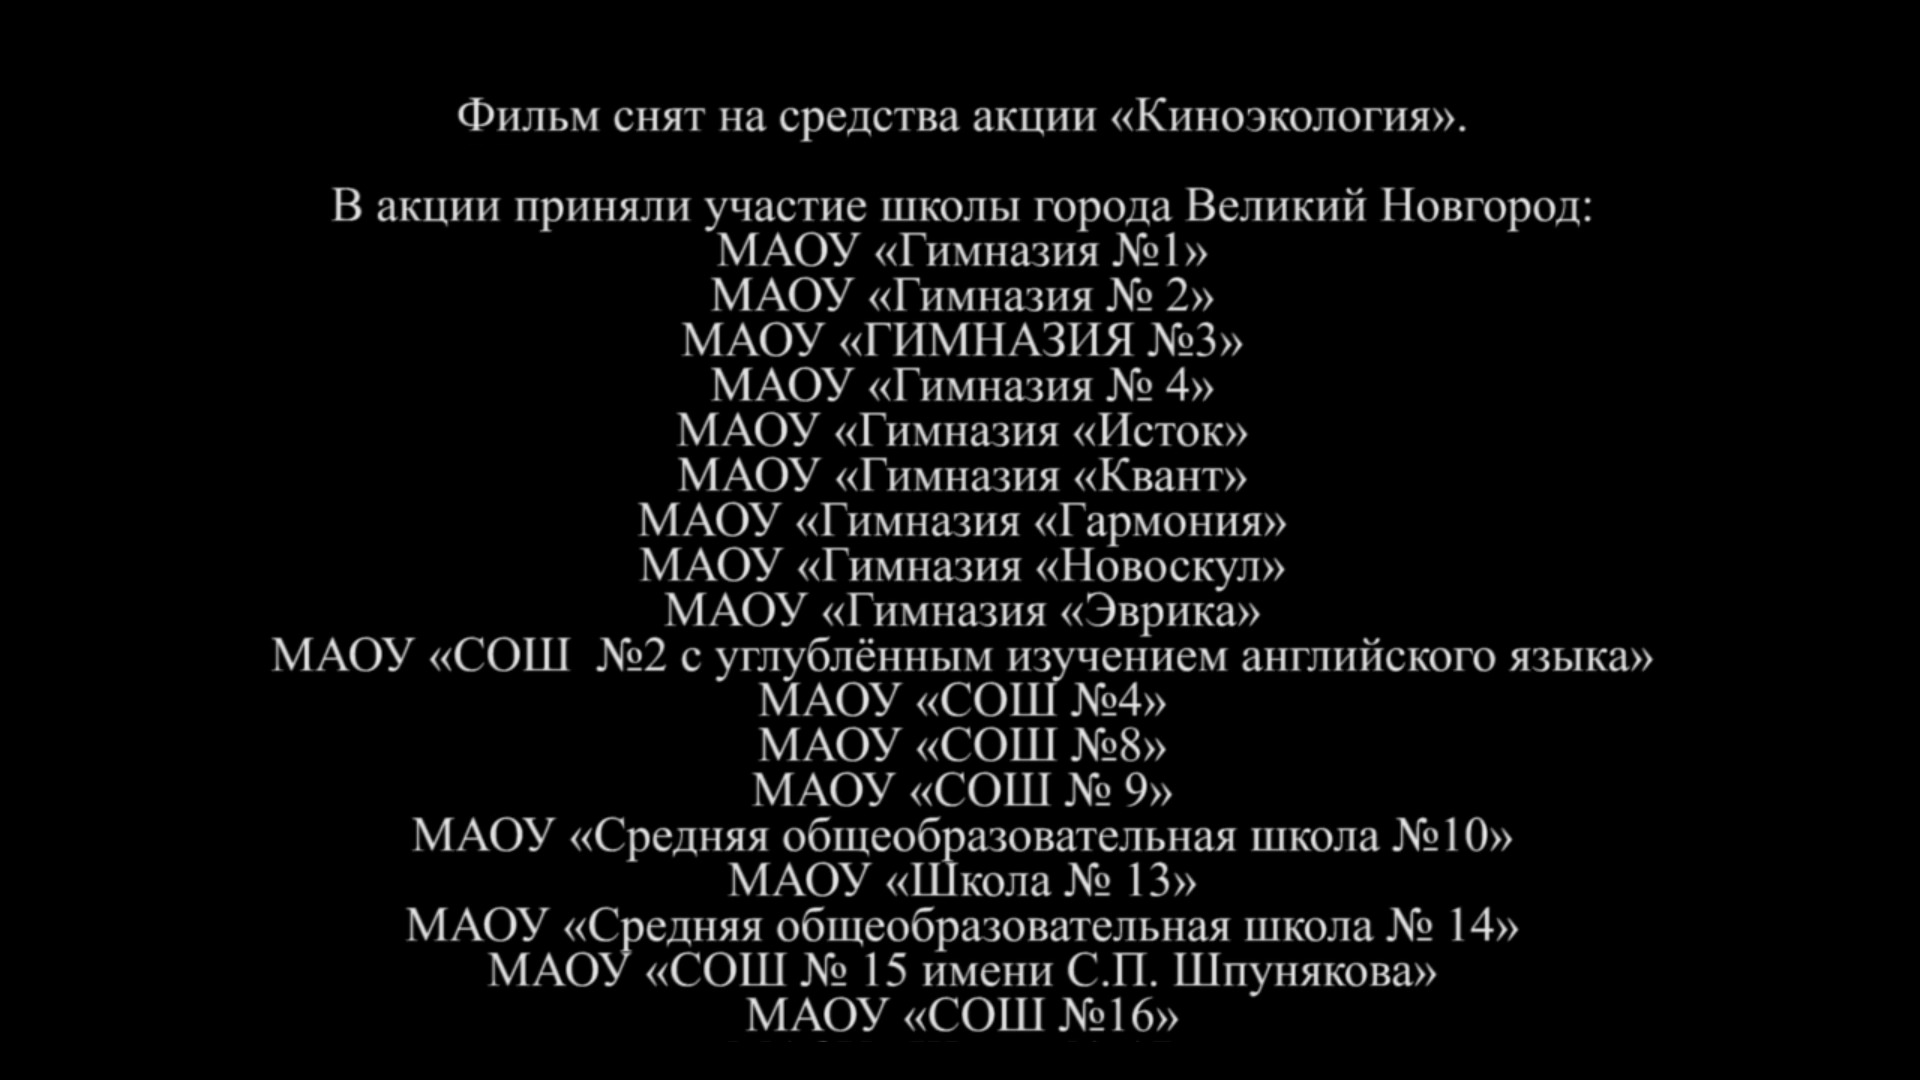 Фильм снят на средства акции «Киноэкология».
В акции приняли участие школы города Великий Новгород:
МАОУ «Гимназия №1»
МАОУ «Гимназия № 2»
МАОУ «ГИМНАЗИЯ №3»
МАОУ «Гимназия № 4»
МАОУ «Гимназия «Исток»
МАОУ «Гимназия «Квант»
МАОУ «Гимназия «Гармония»
МАОУ «Гимназия «Новоскул»
МАОУ «Гимназия «Эврика»
МАОУ «СОШ  №2 с углублённым изучением английского языка»
МАОУ «СОШ №4»
МАОУ «СОШ №8»
МАОУ «СОШ № 9»
МАОУ «Средняя общеобразовательная школа №10»
МАОУ «Школа № 13»
МАОУ «Средняя общеобразовательная школа № 14»
МАОУ «СОШ № 15 имени С.П. Шпунякова»
МАОУ «СОШ №16»